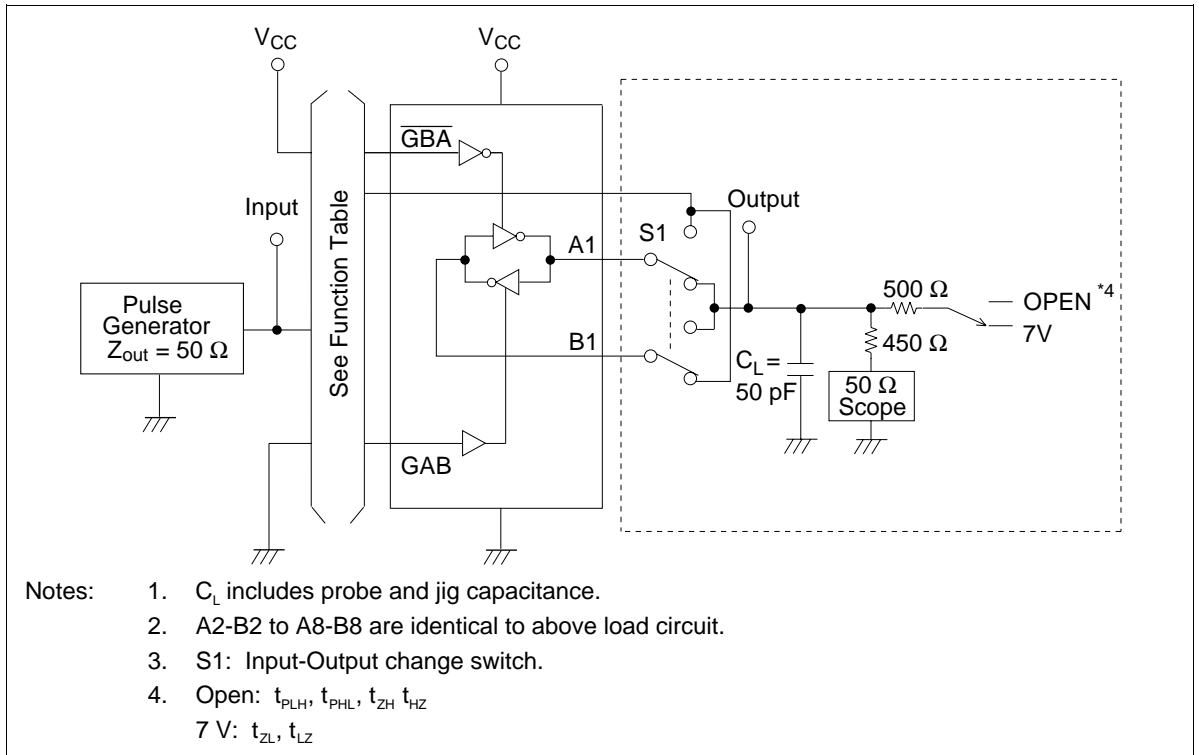 VCC
VCC
GBA
Input
Output
See Function Table
S1
A1
500 Ω
OPEN *4
7V
Pulse
Generator
Zout = 50 Ω
B1
CL =
50 pF
450 Ω
50 Ω
Scope
GAB
Notes: 1. CL includes probe and jig capacitance.
2. A2-B2 to A8-B8 are identical to above load circuit.
3. S1: Input-Output change switch.
4. Open: tPLH, tPHL, tZH tHZ
7 V: tZL, tLZ